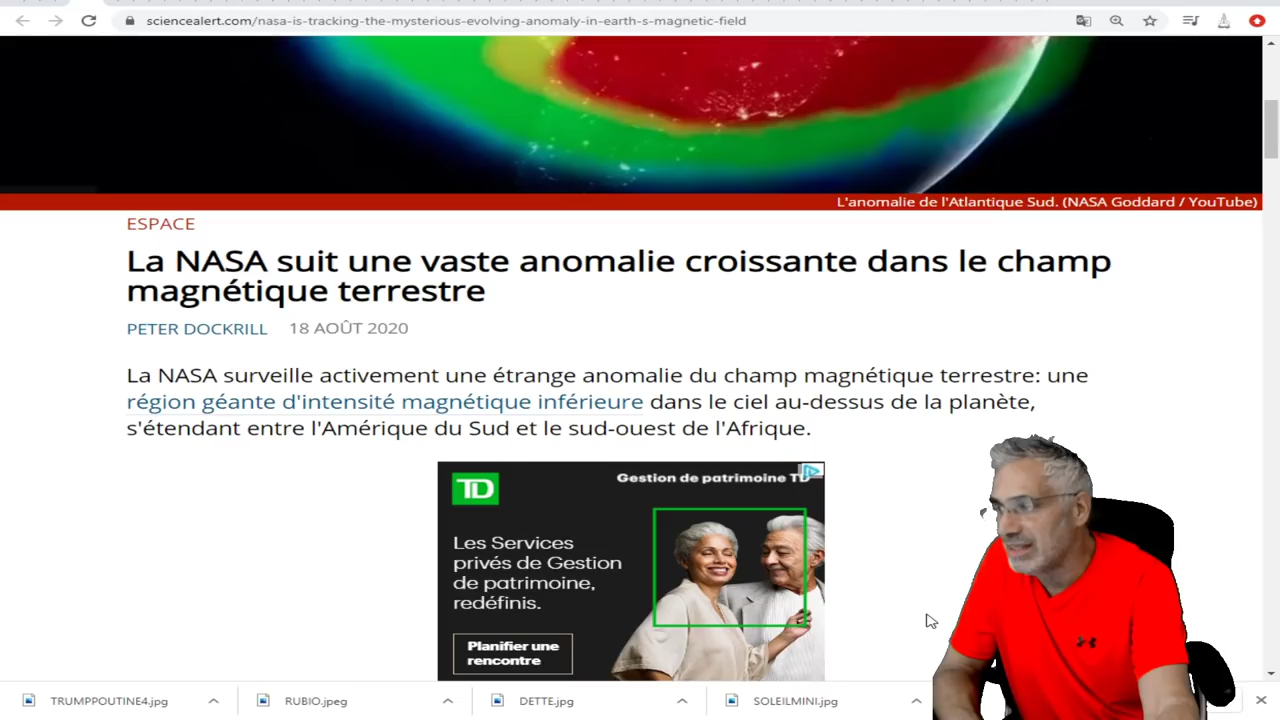 sciencealert.com/nasa-is-tracking-the-mysterious-evolving-anomaly-in-earth-s-magnetic-field
L'anomalie de l'Atlantique Sud. (NASA Goddard / YouTube)
ESPACE
La NASA suit une vaste anomalie croissante dans le champ
magnétique terrestre
PETER DOCKRILL 18 AOÛT 2020
La NASA surveille activement une étrange anomalie du champ magnétique terrestre: une
région géante d'intensité magnétique inférieure dans le ciel au-dessus de la planète,
s'étendant entre l'Amérique du Sud et le sud-ouest de l'Afrique.
TD
Gestion de patrimoine TD
Les Services
privés de Gestion
de patrimoine,
redéfinis.
Planifier une
rencontre
TRUMPPOUTINE4.jpg RUBIO.jpeg DETTE.jpg SOLEILMINI.jpg